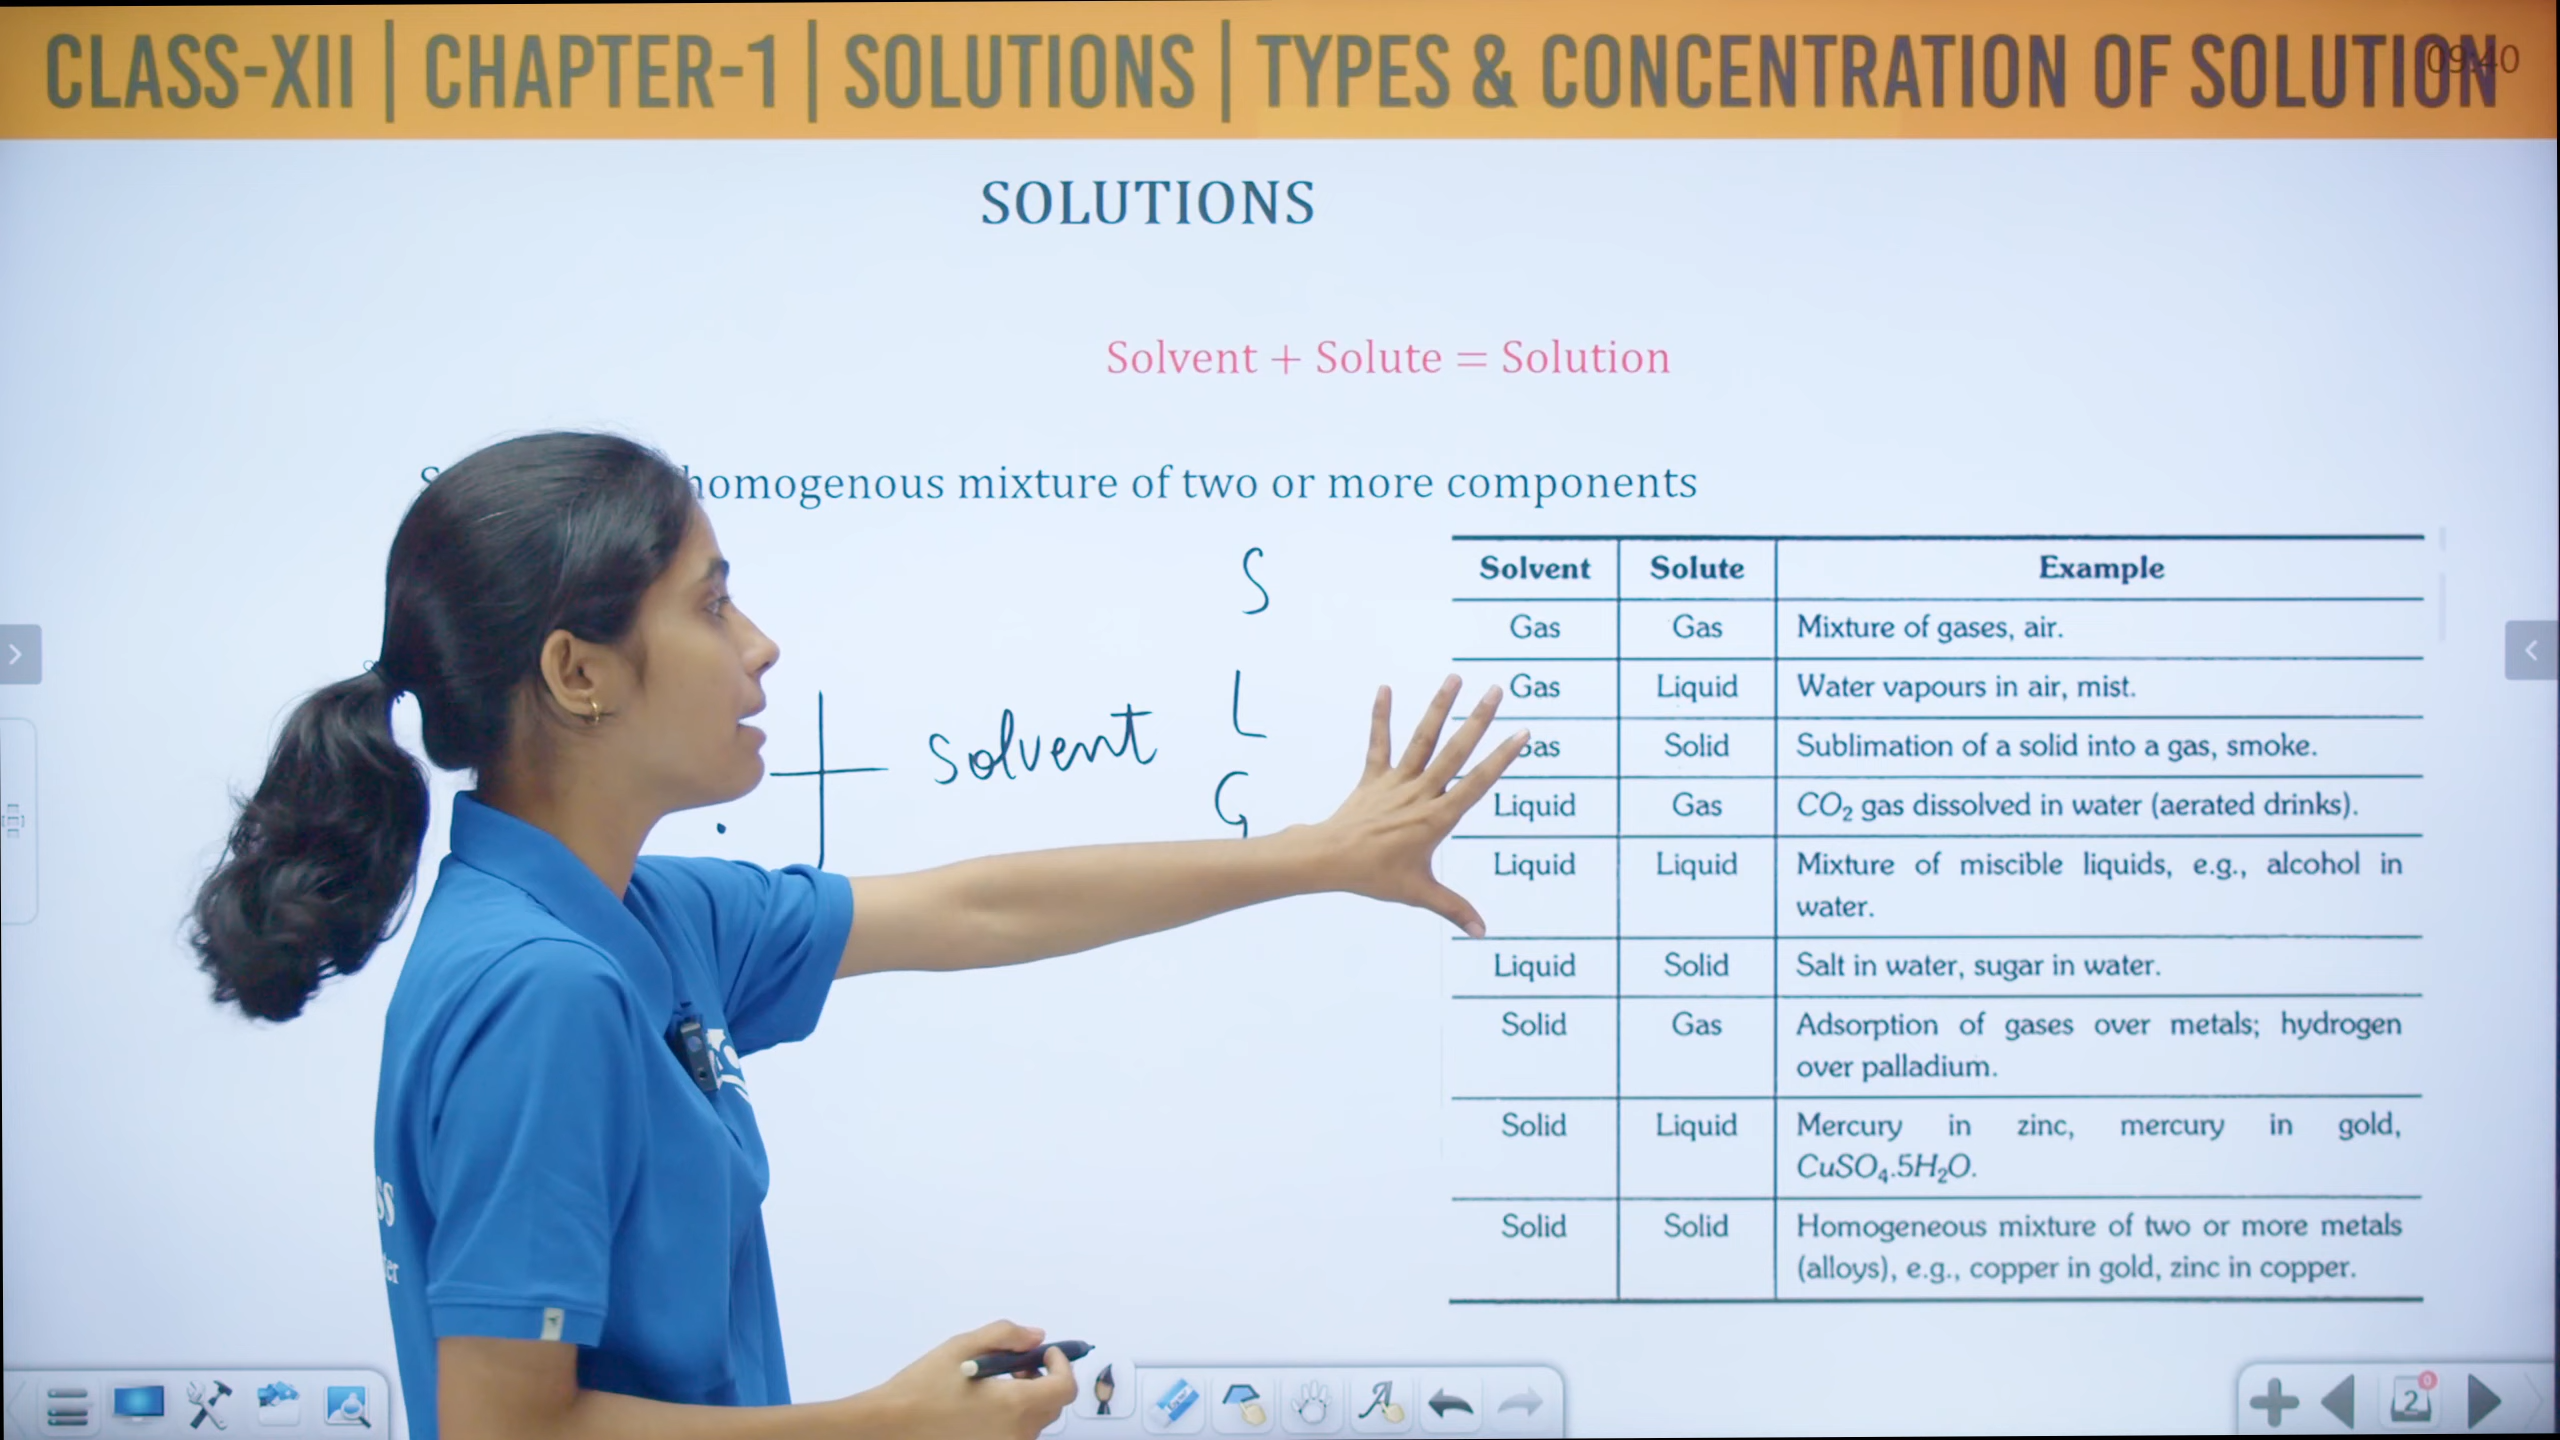 CLASS-XII | CHAPTER-1 | SOLUTIONS | TYPES & CONCENTRATION OF SOLUTION
09:40
SOLUTIONS
Solvent + Solute = Solution
homogenous mixture of two or more components
S
solvent L
G
Solvent Solute Example
Gas Gas Mixture of gases, air.
Gas Liquid Water vapours in air, mist.
Gas Solid Sublimation of a solid into a gas, smoke.
Liquid Gas CO₂ gas dissolved in water (aerated drinks).
Liquid Liquid Mixture of miscible liquids, e.g., alcohol in
water.
Liquid Solid Salt in water, sugar in water.
Solid Gas Adsorption of gases over metals; hydrogen
over palladium.
Solid Liquid Mercury in zinc, mercury in gold,
CuSO₄.5H₂O.
Solid Solid Homogeneous mixture of two or more metals
(alloys), e.g., copper in gold, zinc in copper.
2
0